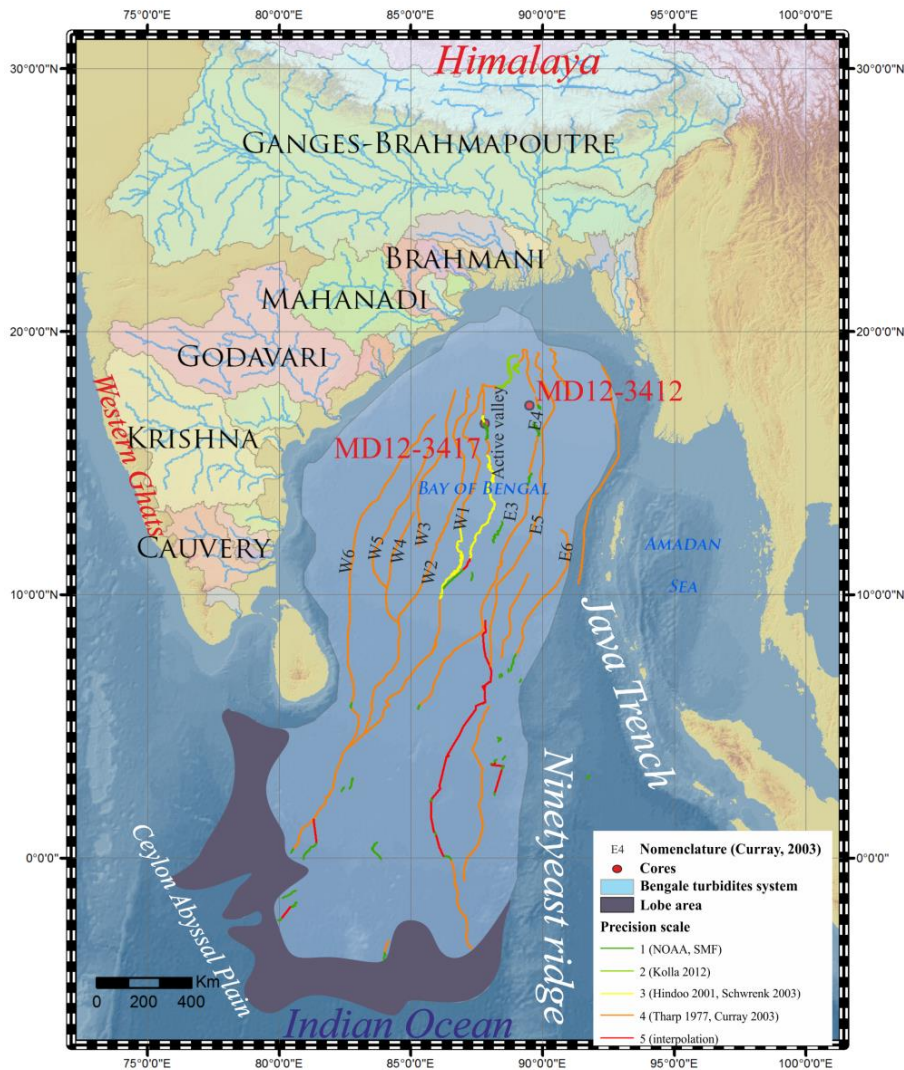 75°0'0"E 80°0'0"E 85°0'0"E 90°0'0"E 95°0'0"E 100°0'0"E
30°0'0"N 30°0'0"N
Himalaya
GANGES-BRAHMAPOUTRE
BRAHMANI
MAHANADI
20°0'0"N 20°0'0"N
GODAVARI
Western Ghats
MD12-3412
KRISHNA
E4
MD12-3417
Active valley
BAY OF BENGAL
CAUVERY
W6
W5
W4
W3
W2
W1
E3
E5
E6
AMADAN
SEA
10°0'0"N 10°0'0"N
Java Trench
Ninetyeast ridge
0°0'0" 0°0'0"
Ceylon Abyssal Plain
Km
0 200 400
Indian Ocean
E4 Nomenclature (Curray, 2003)
Cores
Bengale turbidites system
Lobe area
Precision scale
1 (NOAA, SMF)
2 (Kolla 2012)
3 (Hindoo 2001, Schwrenk 2003)
4 (Tharp 1977, Curray 2003)
5 (interpolation)
75°0'0"E 80°0'0"E 85°0'0"E 90°0'0"E 95°0'0"E 100°0'0"E